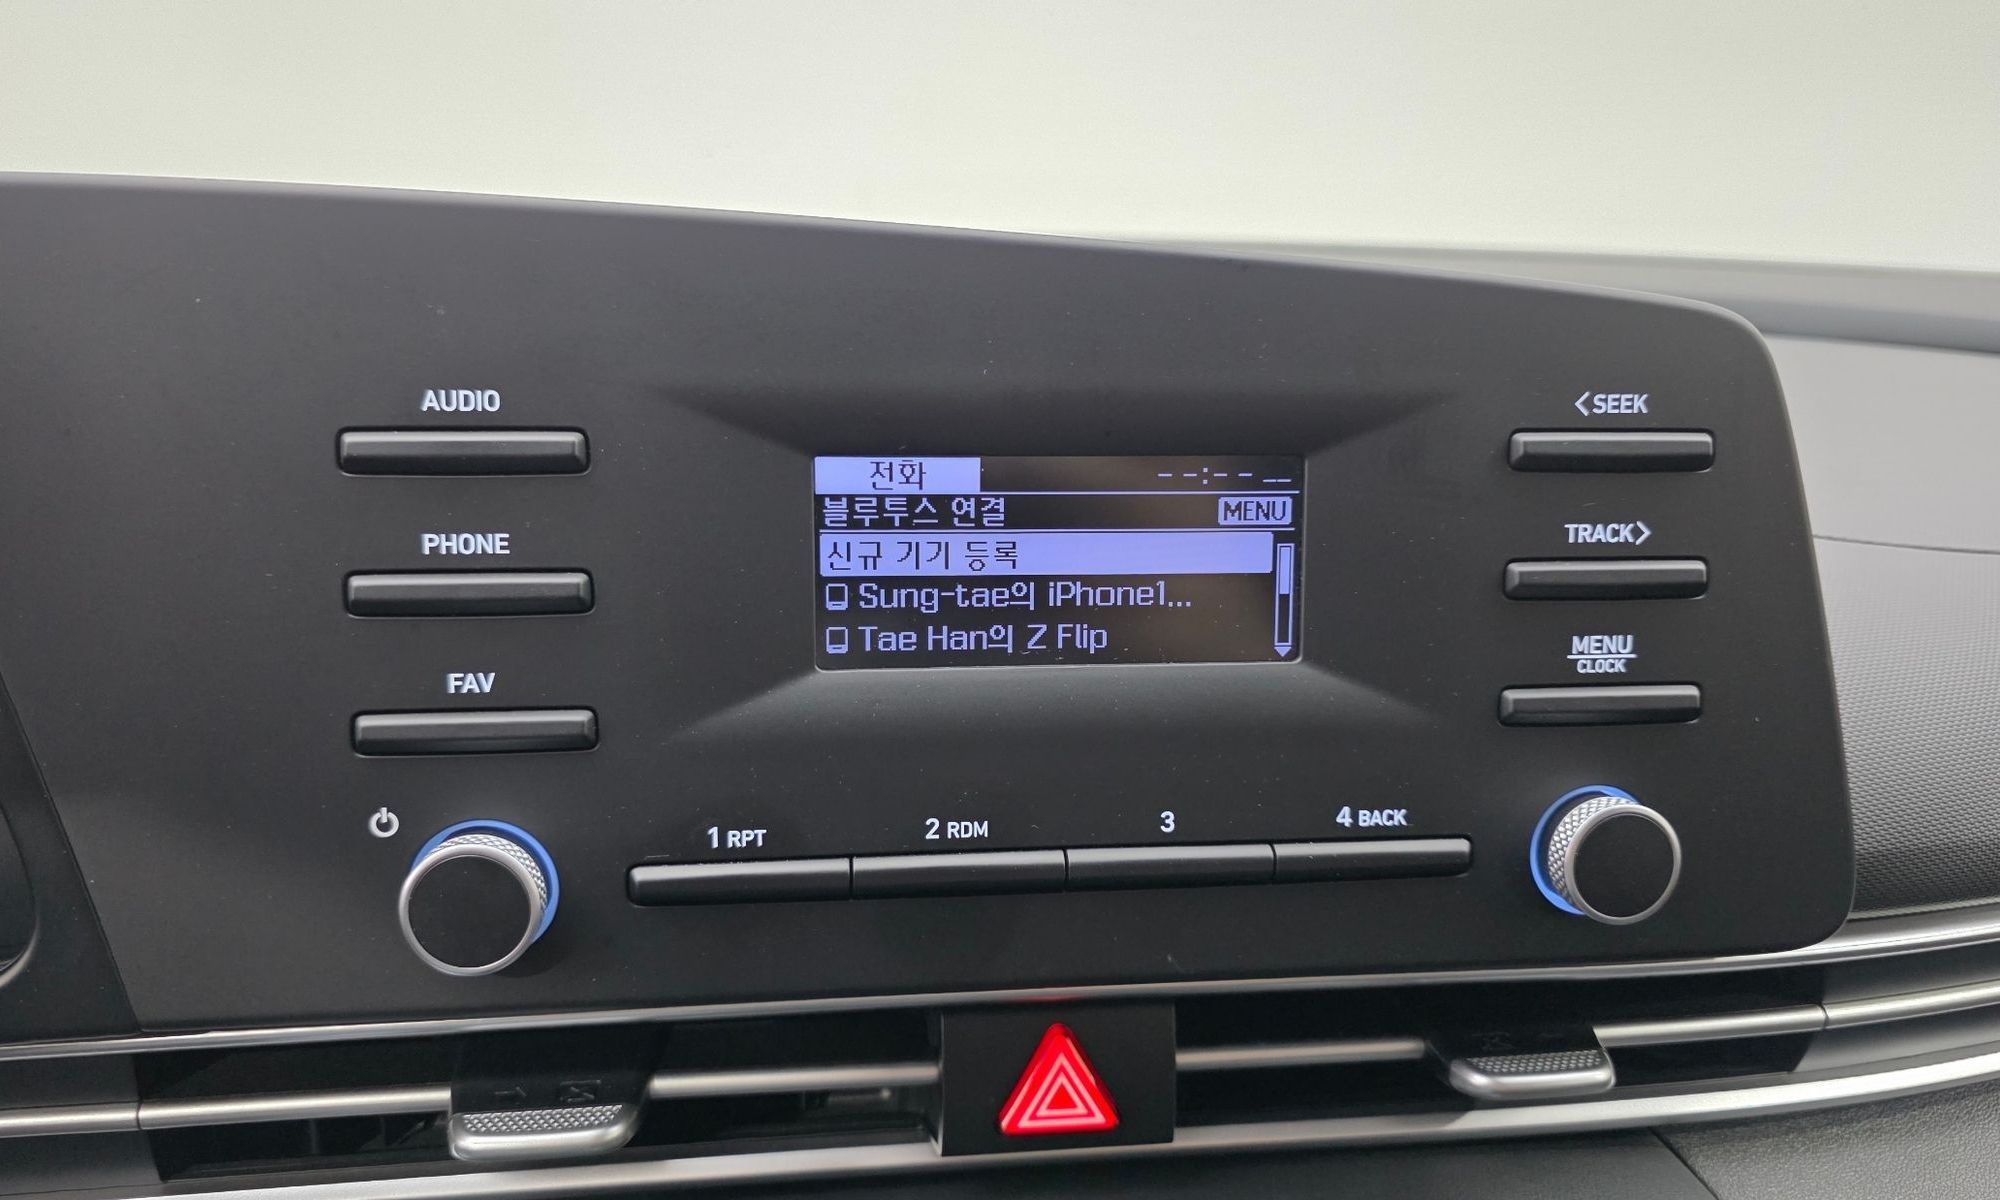 AUDIO
PHONE
FAV
전화 --:-- --
블루투스 연결 MENU
신규 기기 등록
Sung-tae의 iPhone1...
Tae Han의 Z Flip
<SEEK
TRACK>
MENU
CLOCK
1 RPT
2 RDM
3
4 BACK